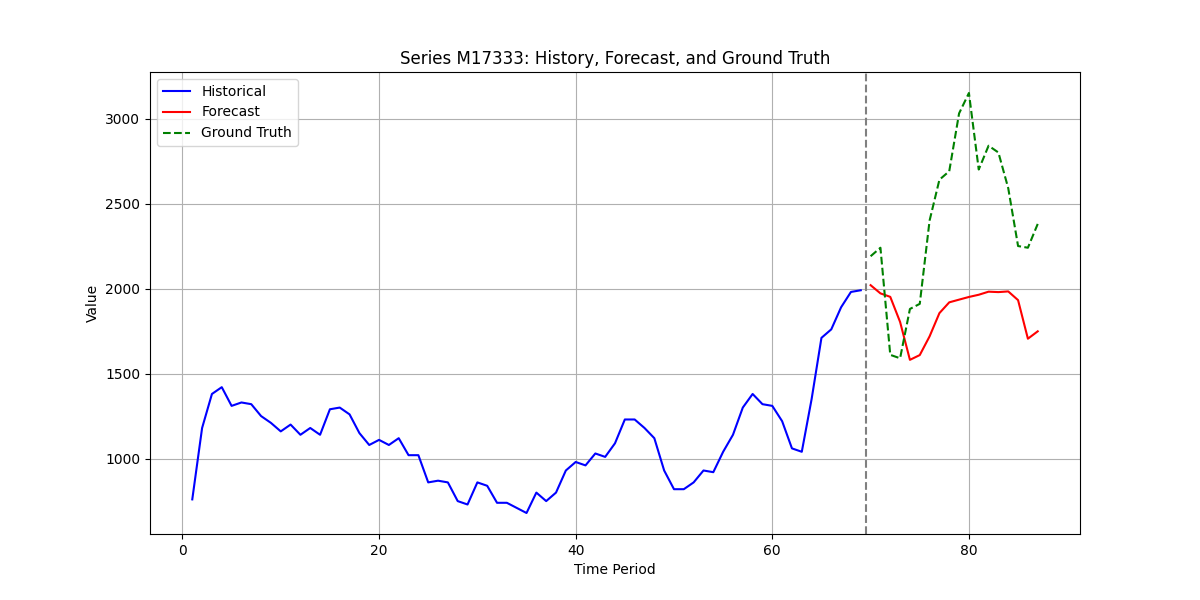 Series M17333: History, Forecast, and Ground Truth
Historical
Forecast
Ground Truth
3000
2500
2000
1500
1000
Value
0 20 40 60 80
Time Period